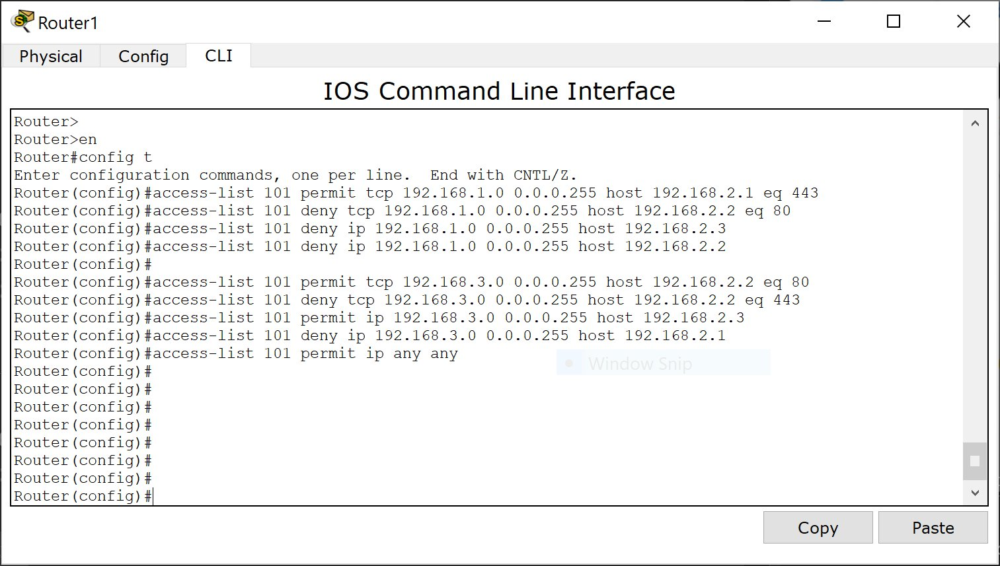 Router1
Physical Config CLI
IOS Command Line Interface
Router>
Router>en
Router#config t
Enter configuration commands, one per line.  End with CNTL/Z.
Router(config)#access-list 101 permit tcp 192.168.1.0 0.0.0.255 host 192.168.2.1 eq 443
Router(config)#access-list 101 deny tcp 192.168.1.0 0.0.0.255 host 192.168.2.2 eq 80
Router(config)#access-list 101 deny ip 192.168.1.0 0.0.0.255 host 192.168.2.3
Router(config)#access-list 101 deny ip 192.168.1.0 0.0.0.255 host 192.168.2.2
Router(config)#
Router(config)#access-list 101 permit tcp 192.168.3.0 0.0.0.255 host 192.168.2.2 eq 80
Router(config)#access-list 101 deny tcp 192.168.3.0 0.0.0.255 host 192.168.2.2 eq 443
Router(config)#access-list 101 permit ip 192.168.3.0 0.0.0.255 host 192.168.2.3
Router(config)#access-list 101 deny ip 192.168.3.0 0.0.0.255 host 192.168.2.1
Router(config)#access-list 101 permit ip any any
Window Snip
Router(config)#
Router(config)#
Router(config)#
Router(config)#
Router(config)#
Router(config)#
Router(config)#
Router(config)#
Copy Paste